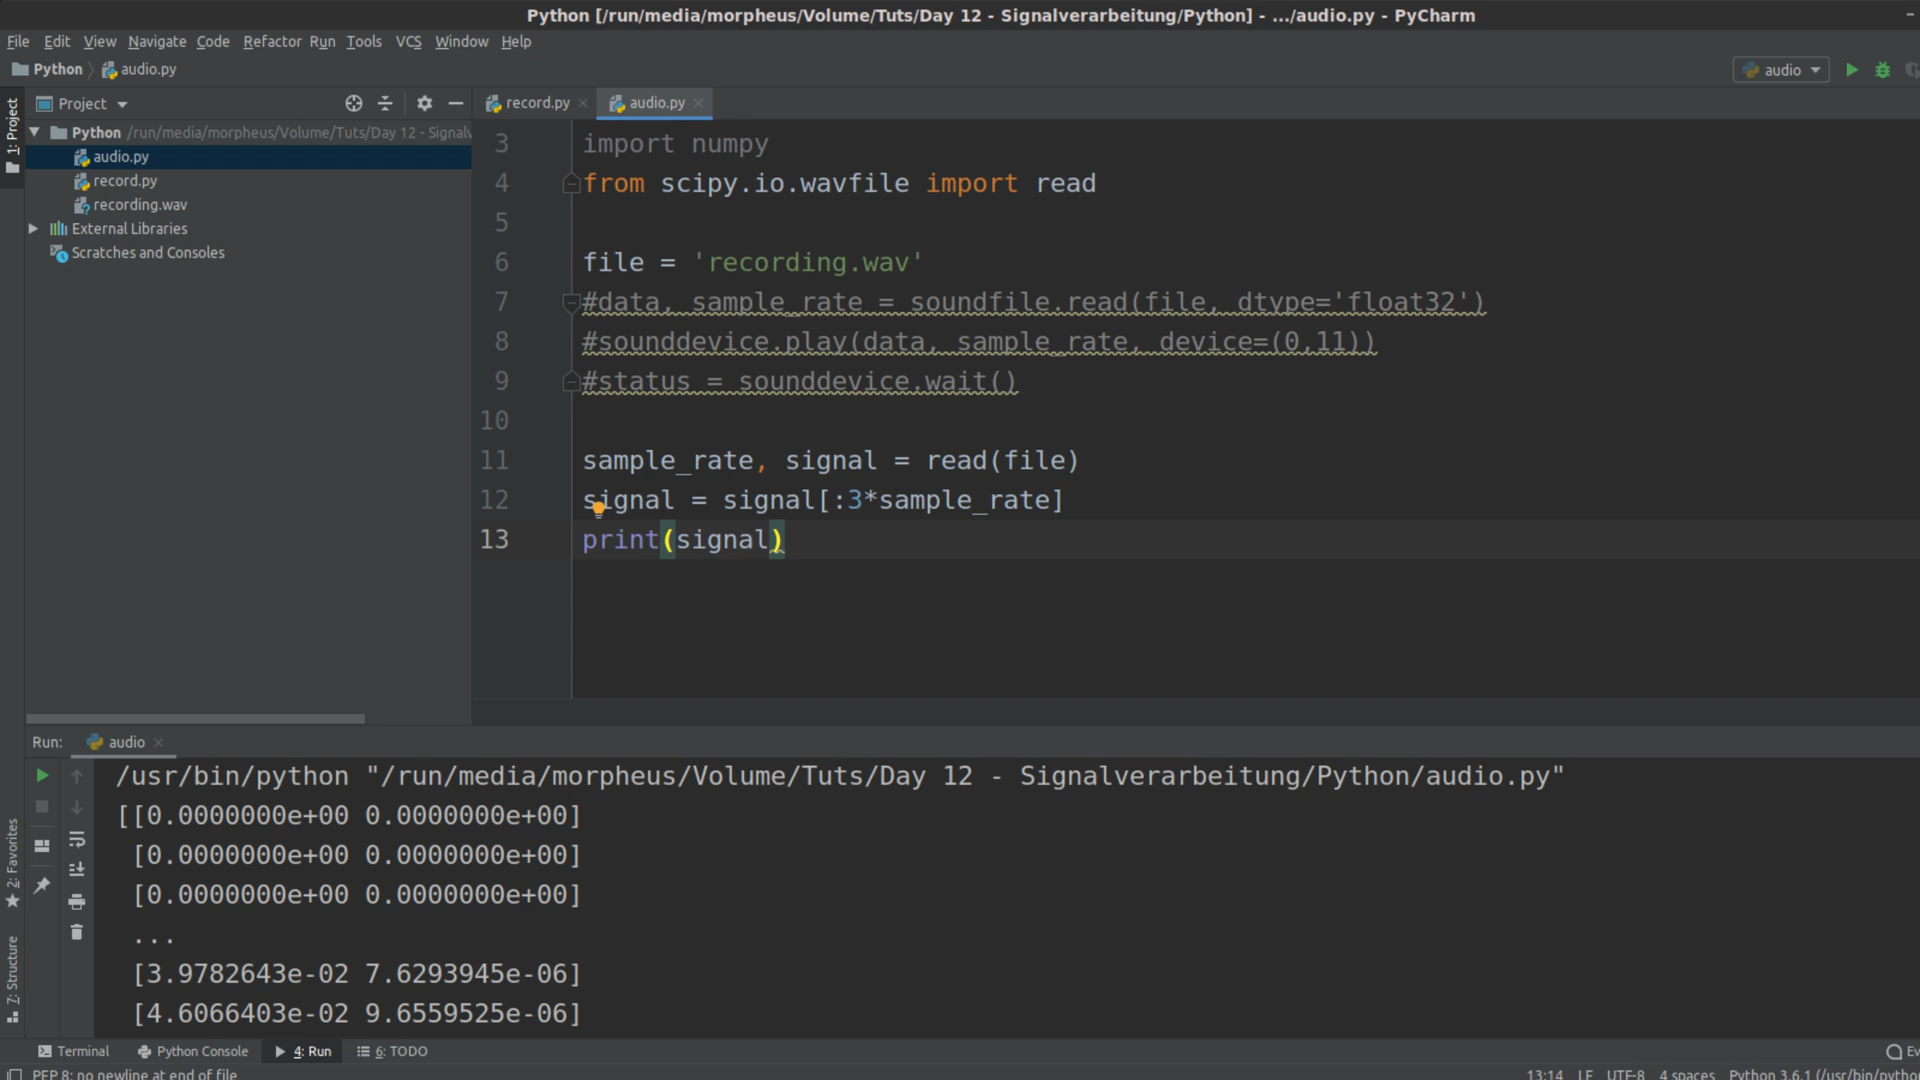 Python [/run/media/morpheus/Volume/Tuts/Day 12 - Signalverarbeitung/Python] - .../audio.py - PyCharm
File Edit View Navigate Code Refactor Run Tools VCS Window Help
Python audio.py
audio
Project
record.py
audio.py
1: Project
Python /run/media/morpheus/Volume/Tuts/Day 12 - Signalv
audio.py
record.py
recording.wav
External Libraries
Scratches and Consoles
3 import numpy
4 from scipy.io.wavfile import read
5
6 file = 'recording.wav'
7 #data, sample_rate = soundfile.read(file, dtype='float32')
8 #sounddevice.play(data, sample_rate, device=(0,11))
9 #status = sounddevice.wait()
10
11 sample_rate, signal = read(file)
12 signal = signal[:3*sample_rate]
13 print(signal)
Run: audio
/usr/bin/python "/run/media/morpheus/Volume/Tuts/Day 12 - Signalverarbeitung/Python/audio.py"
[[0.0000000e+00 0.0000000e+00]
[0.0000000e+00 0.0000000e+00]
[0.0000000e+00 0.0000000e+00]
...
[3.9782643e-02 7.6293945e-06]
[4.6066403e-02 9.6559525e-06]
2: Favorites
7: Structure
Terminal Python Console 4: Run 6: TODO
Ev
PEP 8: no newline at end of file
13:14 LF UTF-8 4 spaces Python 3.6.1 (/usr/bin/python